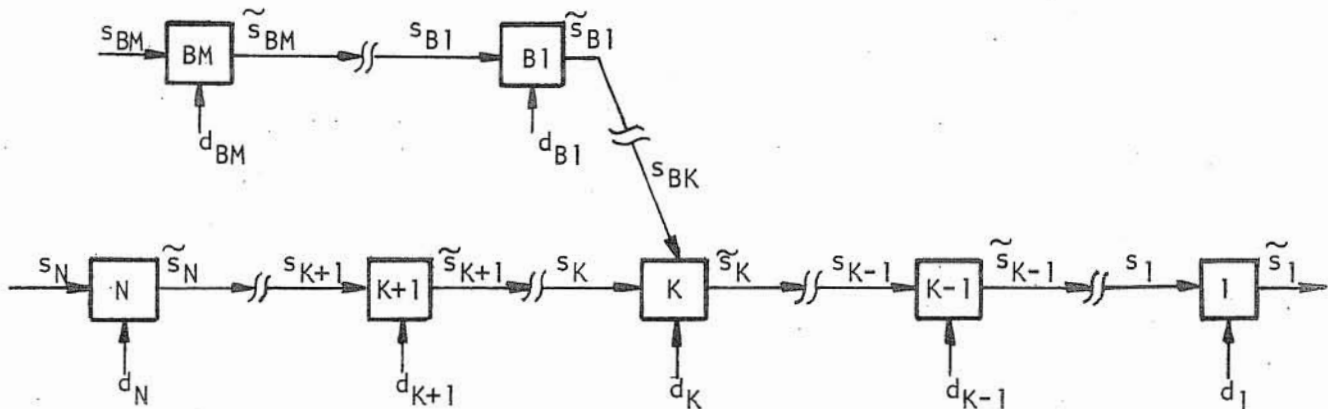 s_BM BM s̃_BM s_B1 B1 s̃_B1
d_BM d_B1
s_BK
s_N N s̃_N s_K+1 K+1 s̃_K+1 s_K K s̃_K s_K-1 K-1 s̃_K-1 s_1 1 s̃_1
d_N d_K+1 d_K d_K-1 d_1